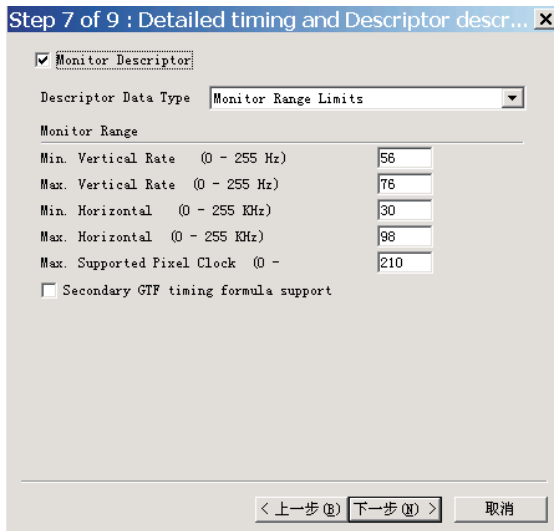 Step 7 of 9 : Detailed timing and Descriptor descr...
Monitor Descriptor
Descriptor Data Type Monitor Range Limits
Monitor Range
Min. Vertical Rate (0 - 255 Hz) 56
Max. Vertical Rate (0 - 255 Hz) 76
Min. Horizontal (0 - 255 KHz) 30
Max. Horizontal (0 - 255 KHz) 98
Max. Supported Pixel Clock (0 - 210
Secondary GTF timing formula support
< 上一步(B) 下一步(N) > 取消